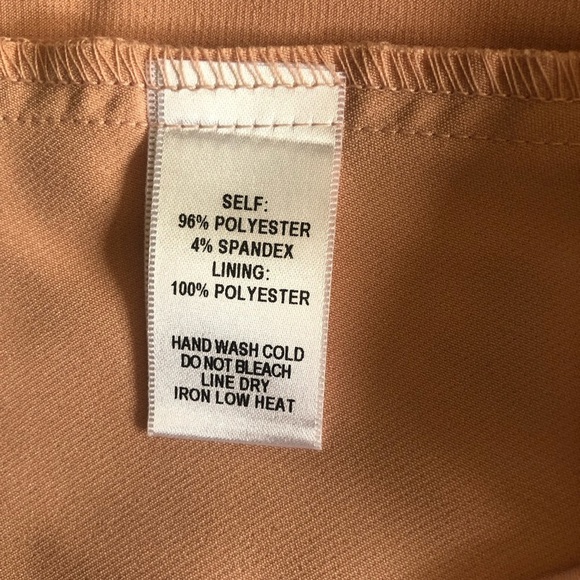 SELF:
96% POLYESTER
4% SPANDEX
LINING:
100% POLYESTER
HAND WASH COLD
DO NOT BLEACH
LINE DRY
IRON LOW HEAT